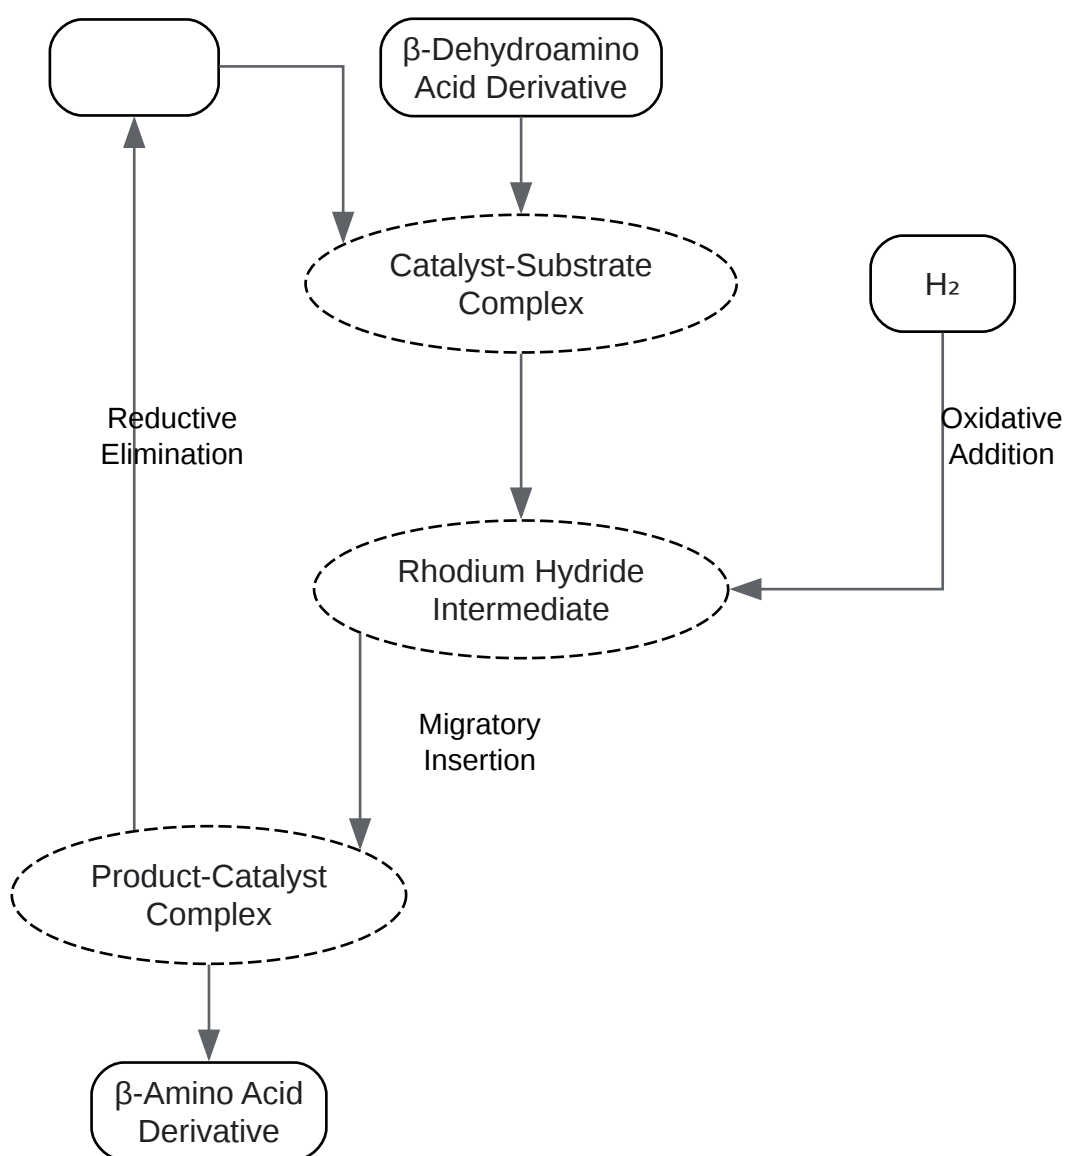 β-Dehydroamino
Acid Derivative
Catalyst-Substrate
Complex
H₂
Reductive
Elimination
Oxidative
Addition
Rhodium Hydride
Intermediate
Migratory
Insertion
Product-Catalyst
Complex
β-Amino Acid
Derivative